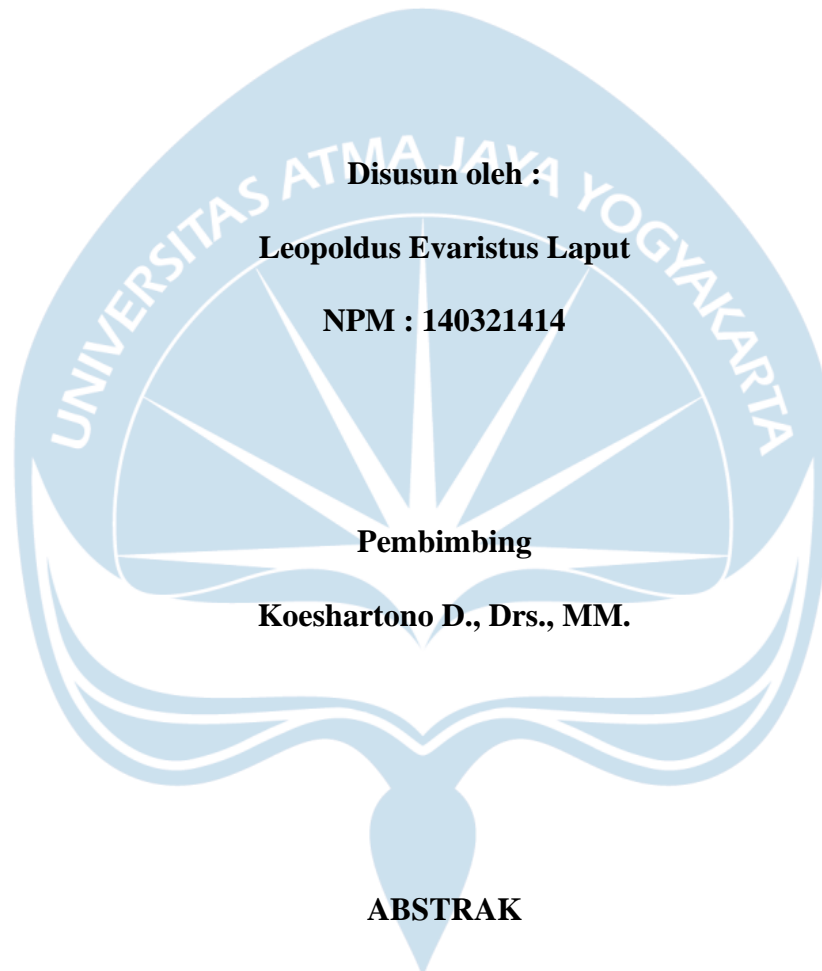 UNIVERSITAS ATMA JAYA YOGYAKARTA
Disusun oleh :
Leopoldus Evaristus Laput
NPM : 140321414
Pembimbing
Koeshartono D., Drs., MM.
ABSTRAK